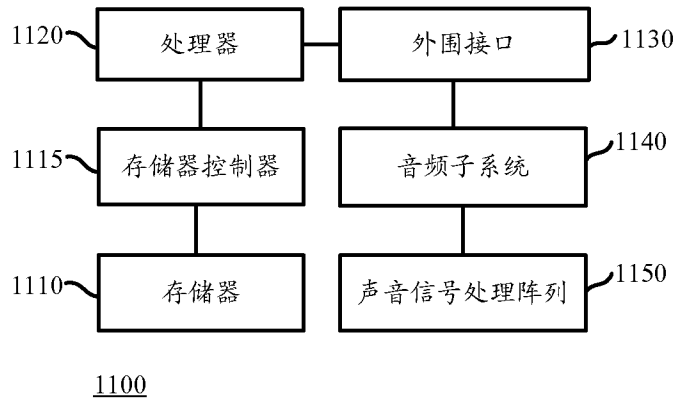 1120 处理器 外围接口 1130
1115 存储器控制器 音频子系统 1140
1110 存储器 声音信号处理阵列 1150
1100